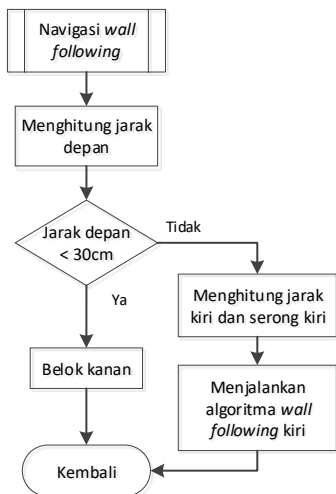 Navigasi wall
following
Menghitung jarak
depan
Jarak depan
< 30cm
Tidak
Ya
Menghitung jarak
kiri dan serong kiri
Belok kanan
Menjalankan
algoritma wall
following kiri
Kembali